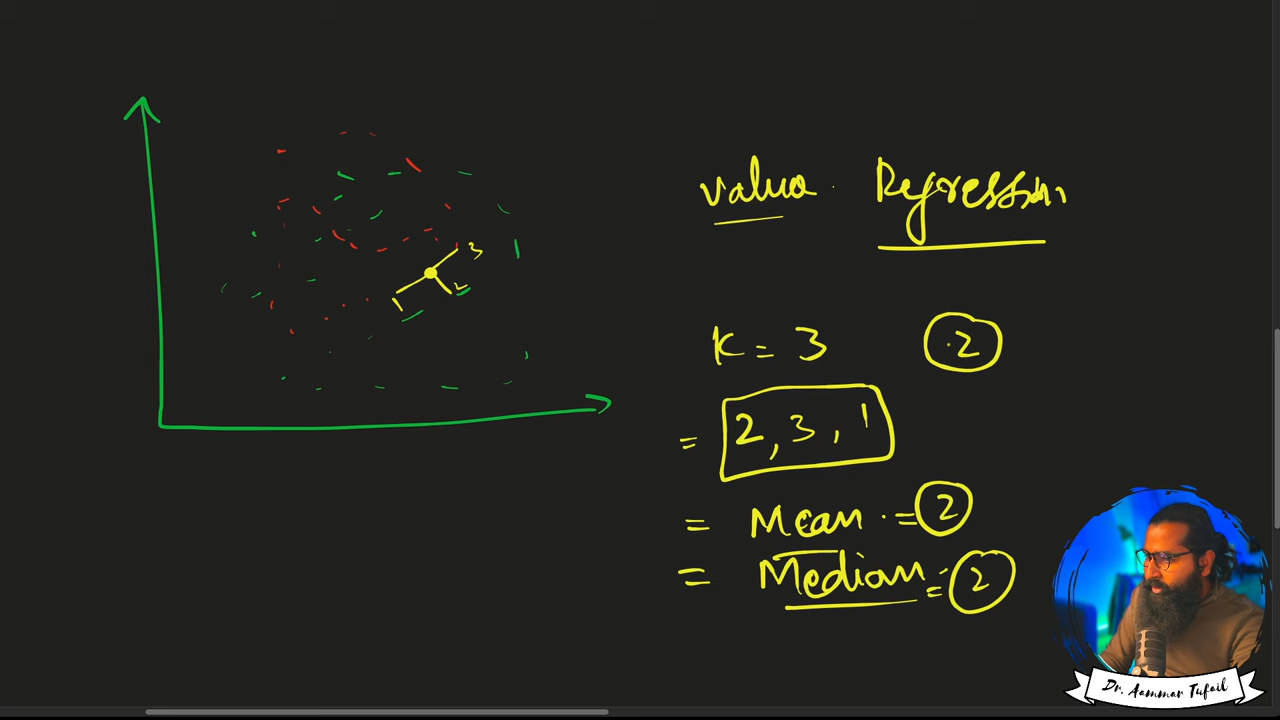 value. Regression
3
2
1
K = 3 2
= 2, 3, 1
= Mean. = 2
= Median = 2
Dr. Aammar Tufail